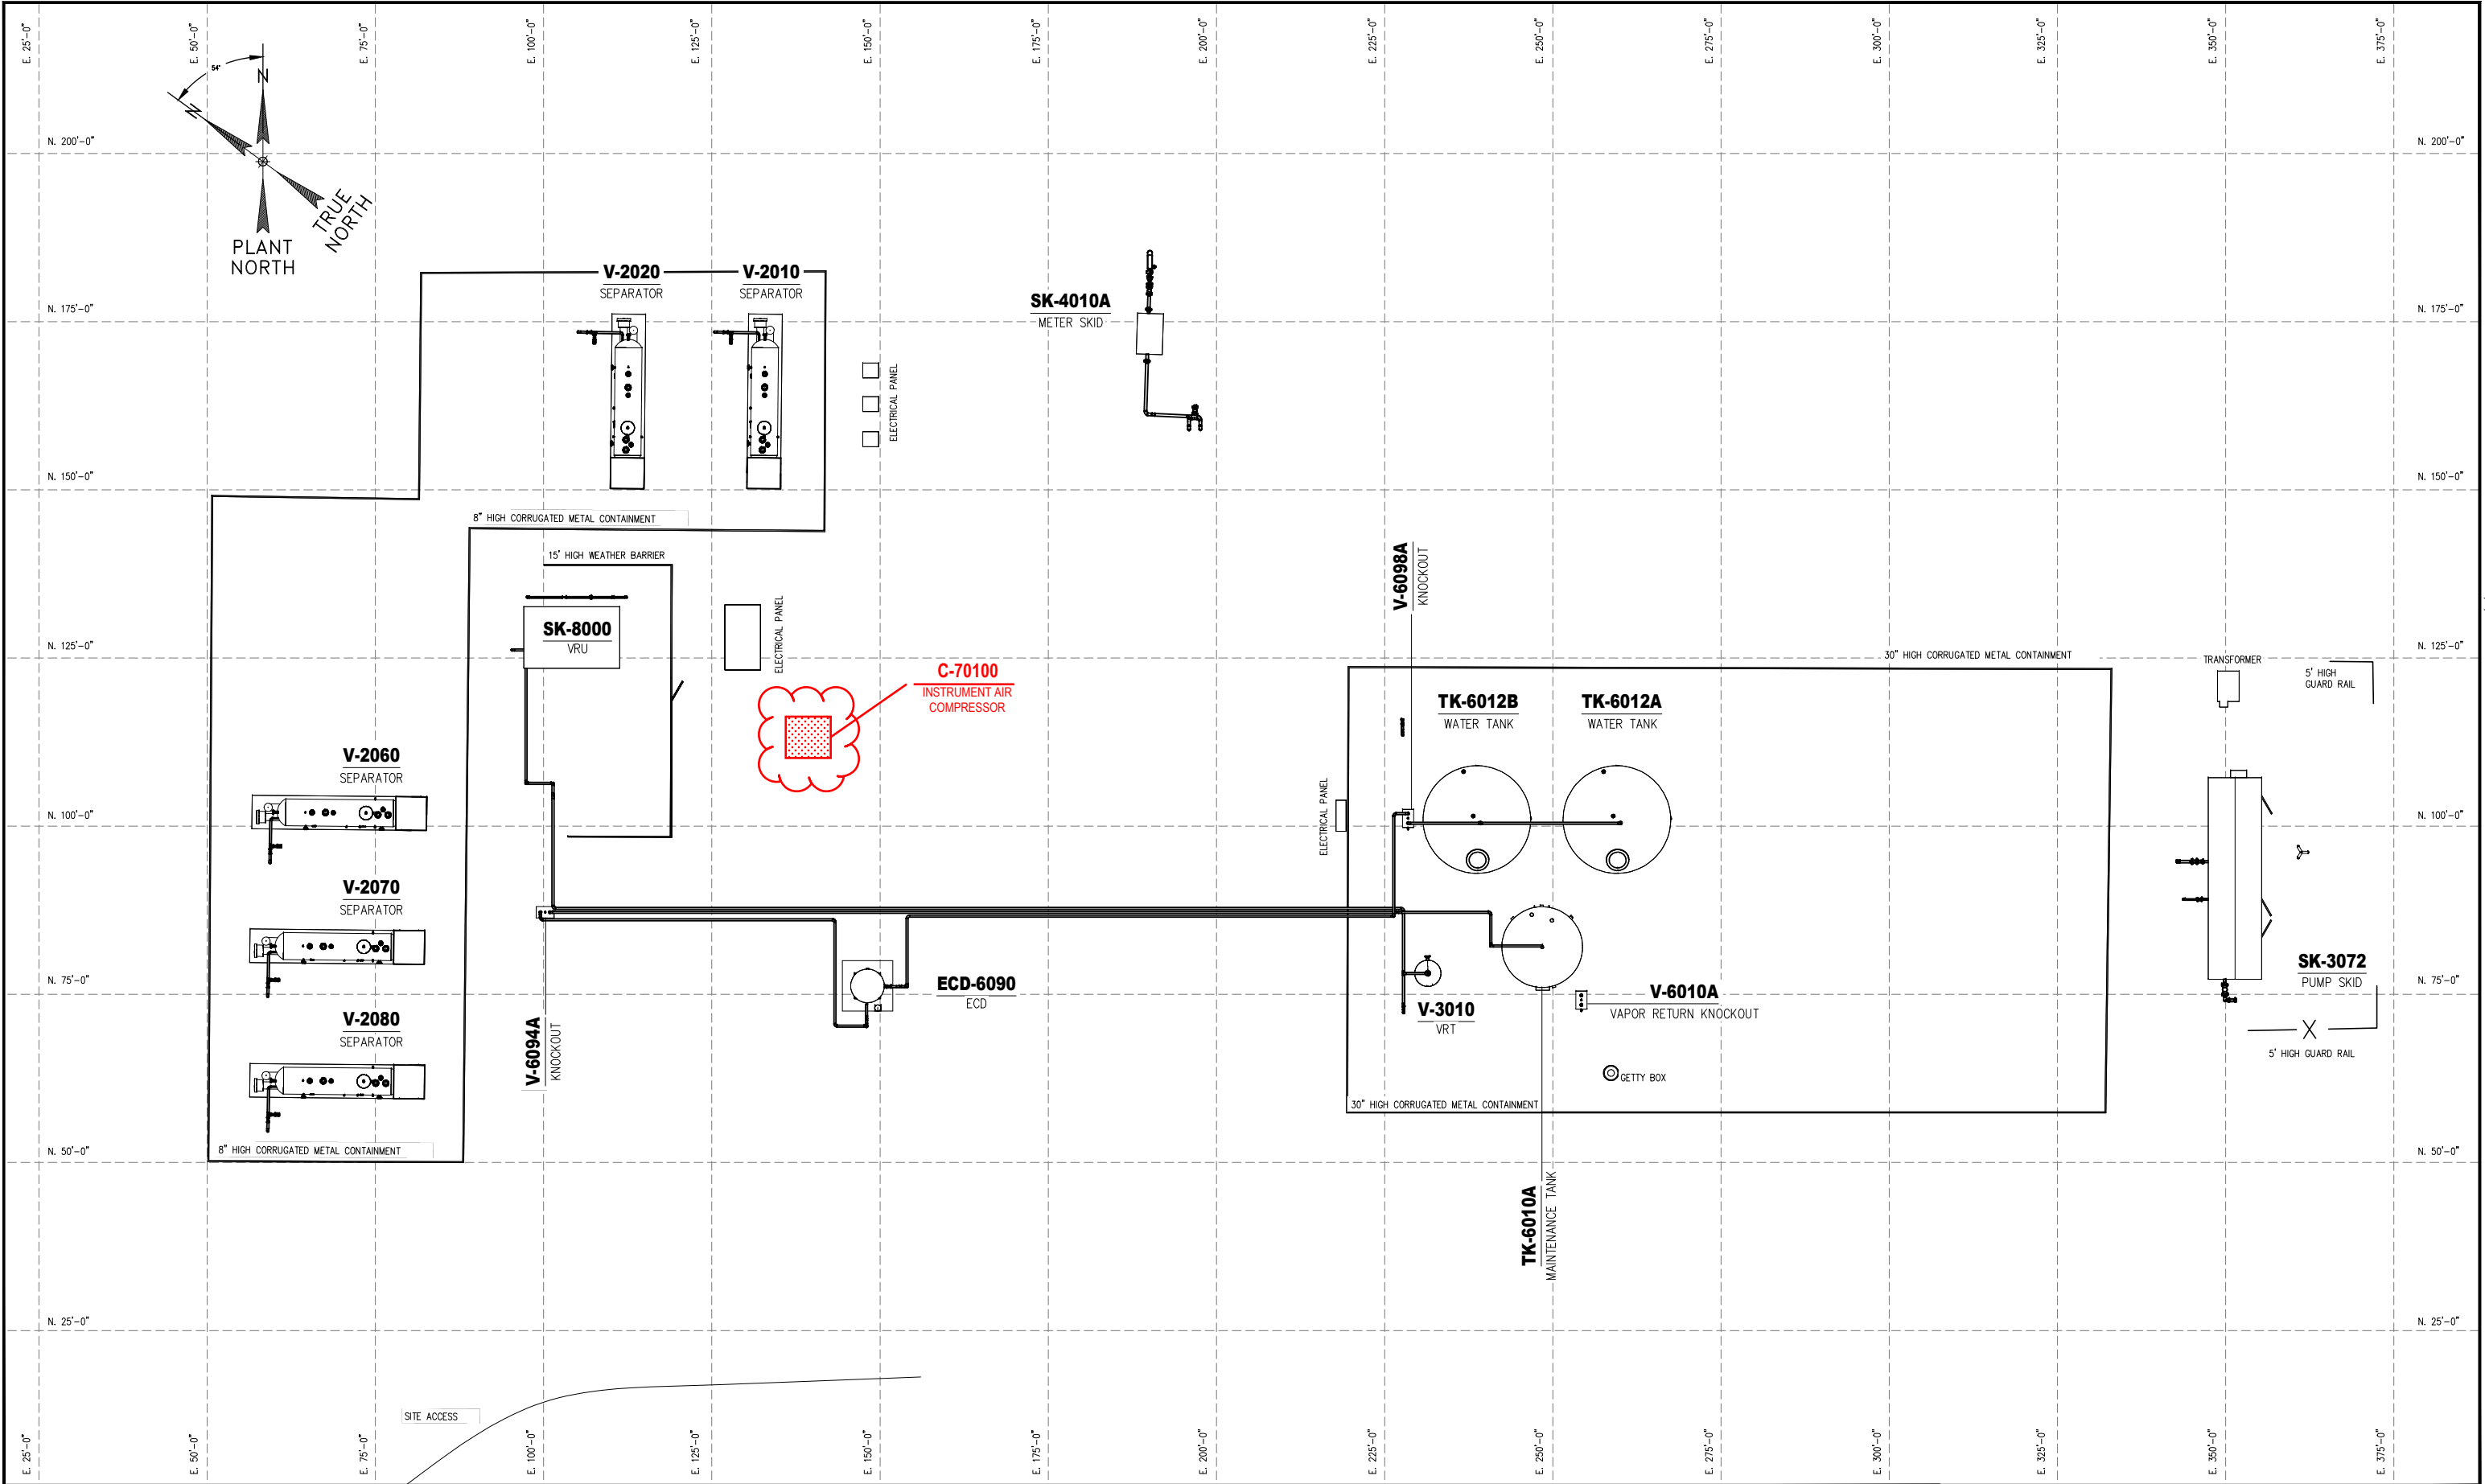 E. 25'-0"
E. 50'-0"
E. 75'-0"
E. 100'-0"
E. 125'-0"
E. 150'-0"
E. 175'-0"
E. 200'-0"
E. 225'-0"
E. 250'-0"
E. 275'-0"
E. 300'-0"
E. 325'-0"
E. 350'-0"
E. 375'-0"
54°
N
N
TRUE
NORTH
PLANT
NORTH
N. 200'-0"
N. 200'-0"
V-2020
SEPARATOR
V-2010
SEPARATOR
SK-4010A
METER SKID
N. 175'-0"
N. 175'-0"
ELECTRICAL PANEL
N. 150'-0"
N. 150'-0"
8" HIGH CORRUGATED METAL CONTAINMENT
15' HIGH WEATHER BARRIER
V-6098A
KNOCKOUT
SK-8000
VRU
ELECTRICAL PANEL
N. 125'-0"
N. 125'-0"
30" HIGH CORRUGATED METAL CONTAINMENT
TRANSFORMER
5' HIGH
GUARD RAIL
C-70100
INSTRUMENT AIR
COMPRESSOR
TK-6012B
WATER TANK
TK-6012A
WATER TANK
V-2060
SEPARATOR
ELECTRICAL PANEL
N. 100'-0"
N. 100'-0"
V-2070
SEPARATOR
N. 75'-0"
N. 75'-0"
ECD-6090
ECD
SK-3072
PUMP SKID
V-6010A
VAPOR RETURN KNOCKOUT
V-3010
VRT
V-2080
SEPARATOR
V-6094A
KNOCKOUT
5' HIGH GUARD RAIL
GETTY BOX
30" HIGH CORRUGATED METAL CONTAINMENT
8" HIGH CORRUGATED METAL CONTAINMENT
N. 50'-0"
N. 50'-0"
TK-6010A
MAINTENANCE TANK
N. 25'-0"
N. 25'-0"
SITE ACCESS
E. 25'-0"
E. 50'-0"
E. 75'-0"
E. 100'-0"
E. 125'-0"
E. 150'-0"
E. 175'-0"
E. 200'-0"
E. 225'-0"
E. 250'-0"
E. 275'-0"
E. 300'-0"
E. 325'-0"
E. 350'-0"
E. 375'-0"